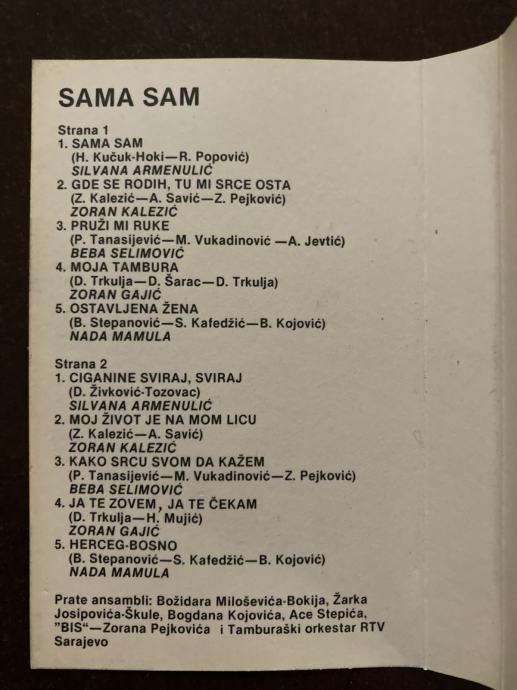 SAMA SAM
Strana 1
1. SAMA SAM
(H. Kučuk-Hoki—R. Popović)
SILVANA ARMENULIĆ
2. GDE SE RODIH, TU MI SRCE OSTA
(Z. Kalezić—A. Savić—Z. Pejković)
ZORAN KALEZIĆ
3. PRUŽI MI RUKE
(P. Tanasijević—M. Vukadinović —A. Jevtić)
BEBA SELIMOVIĆ
4. MOJA TAMBURA
(D. Trkulja—D. Šarac—D. Trkulja)
ZORAN GAJIĆ
5. OSTAVLJENA ŽENA
(B. Stepanović—S. Kafedžić—B. Kojović)
NADA MAMULA
Strana 2
1. CIGANINE SVIRAJ, SVIRAJ
(D. Živković-Tozovac)
SILVANA ARMENULIĆ
2. MOJ ŽIVOT JE NA MOM LICU
(Z. Kalezić—A. Savić)
ZORAN KALEZIĆ
3. KAKO SRCU SVOM DA KAŽEM
(P. Tanasijević—M. Vukadinović—Z. Pejković)
BEBA SELIMOVIĆ
4. JA TE ZOVEM, JA TE ČEKAM
(D. Trkulja—H. Mujić)
ZORAN GAJIĆ
5. HERCEG-BOSNO
(B. Stepanović—S. Kafedžić—B. Kojović)
NADA MAMULA
Prate ansambli: Božidara Miloševića-Bokija, Žarka
Josipovića-Škule, Bogdana Kojovića, Ace Stepića,
"BIS"—Zorana Pejkovića i Tamburaški orkestar RTV
Sarajevo